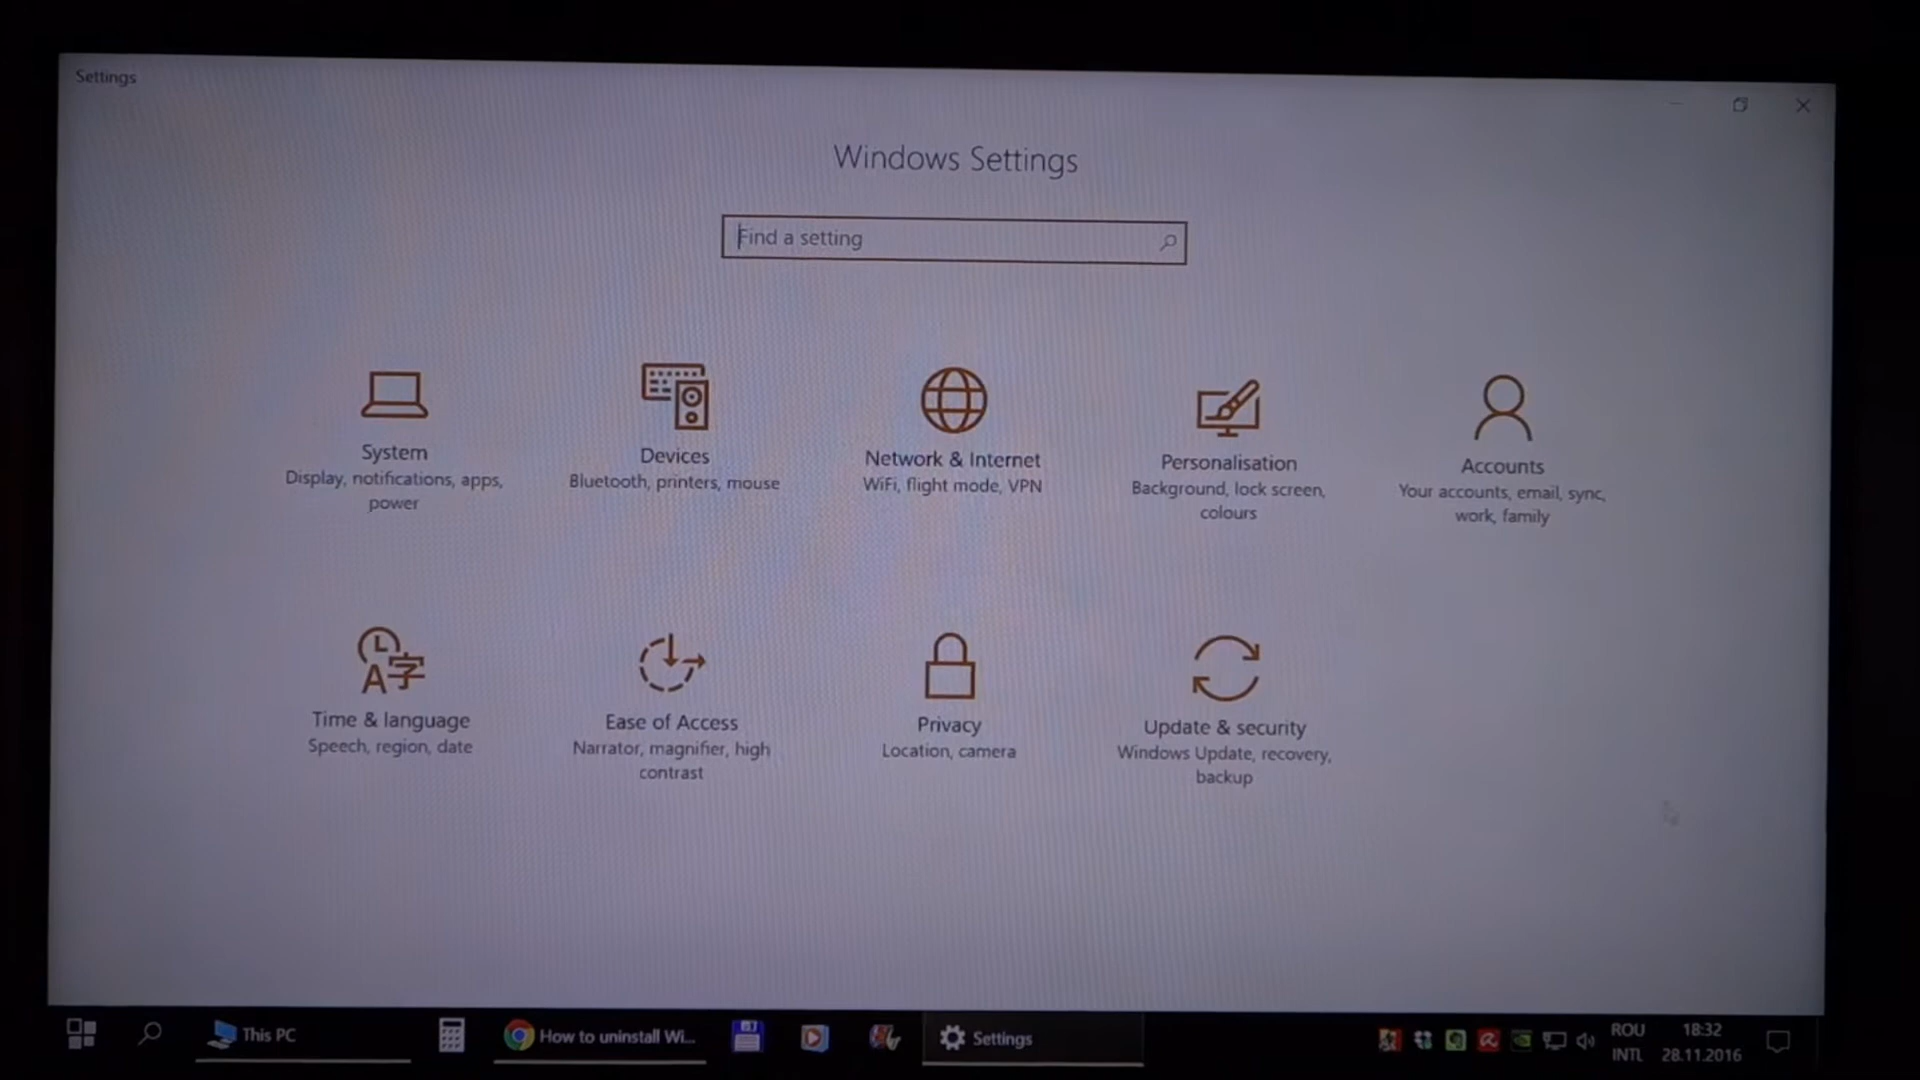 Settings
Windows Settings
Find a setting
System
Display, notifications, apps,
power
Devices
Bluetooth, printers, mouse
Network & Internet
WiFi, flight mode, VPN
Personalisation
Background, lock screen,
colours
Accounts
Your accounts, email, sync,
work, family
Time & language
Speech, region, date
Ease of Access
Narrator, magnifier, high
contrast
Privacy
Location, camera
Update & security
Windows Update, recovery,
backup
This PC
How to uninstall Wi...
Settings
ROU
INTL
18:32
28.11.2016